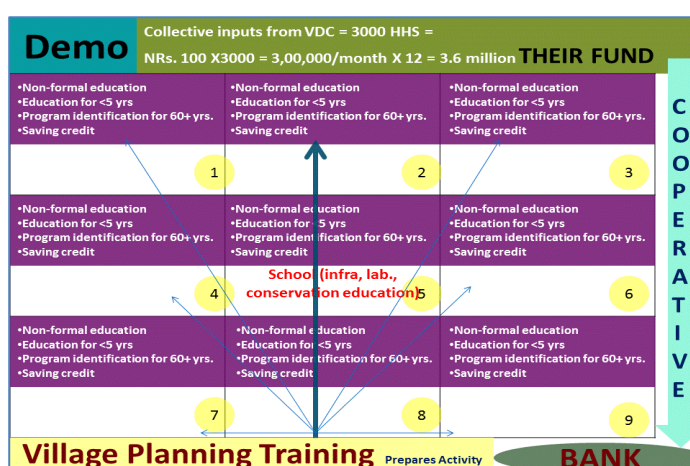 Demo
Collective inputs from VDC = 3000 HHS =
NRs. 100 X3000 = 3,00,000/month X 12 = 3.6 million THEIR FUND
•Non-formal education
•Education for <5 yrs
•Program identification for 60+ yrs.
•Saving credit
1
•Non-formal education
•Education for <5 yrs
•Program identification for 60+ yrs.
•Saving credit
2
•Non-formal education
•Education for <5 yrs
•Program identification for 60+ yrs.
•Saving credit
3
•Non-formal education
•Education for <5 yrs
•Program identification for 60+ yrs.
•Saving credit
4
•Non-formal education
•Education for <5 yrs
•Program identification for 60+ yrs.
•Saving credit
School (infra, lab.,
conservation education)
5
•Non-formal education
•Education for <5 yrs
•Program identification for 60+ yrs.
•Saving credit
6
•Non-formal education
•Education for <5 yrs
•Program identification for 60+ yrs.
•Saving credit
7
•Non-formal education
•Education for <5 yrs
•Program identification for 60+ yrs.
•Saving credit
8
•Non-formal education
•Education for <5 yrs
•Program identification for 60+ yrs.
•Saving credit
9
COOPERATIVE
Village Planning Training Prepares Activity
BANK